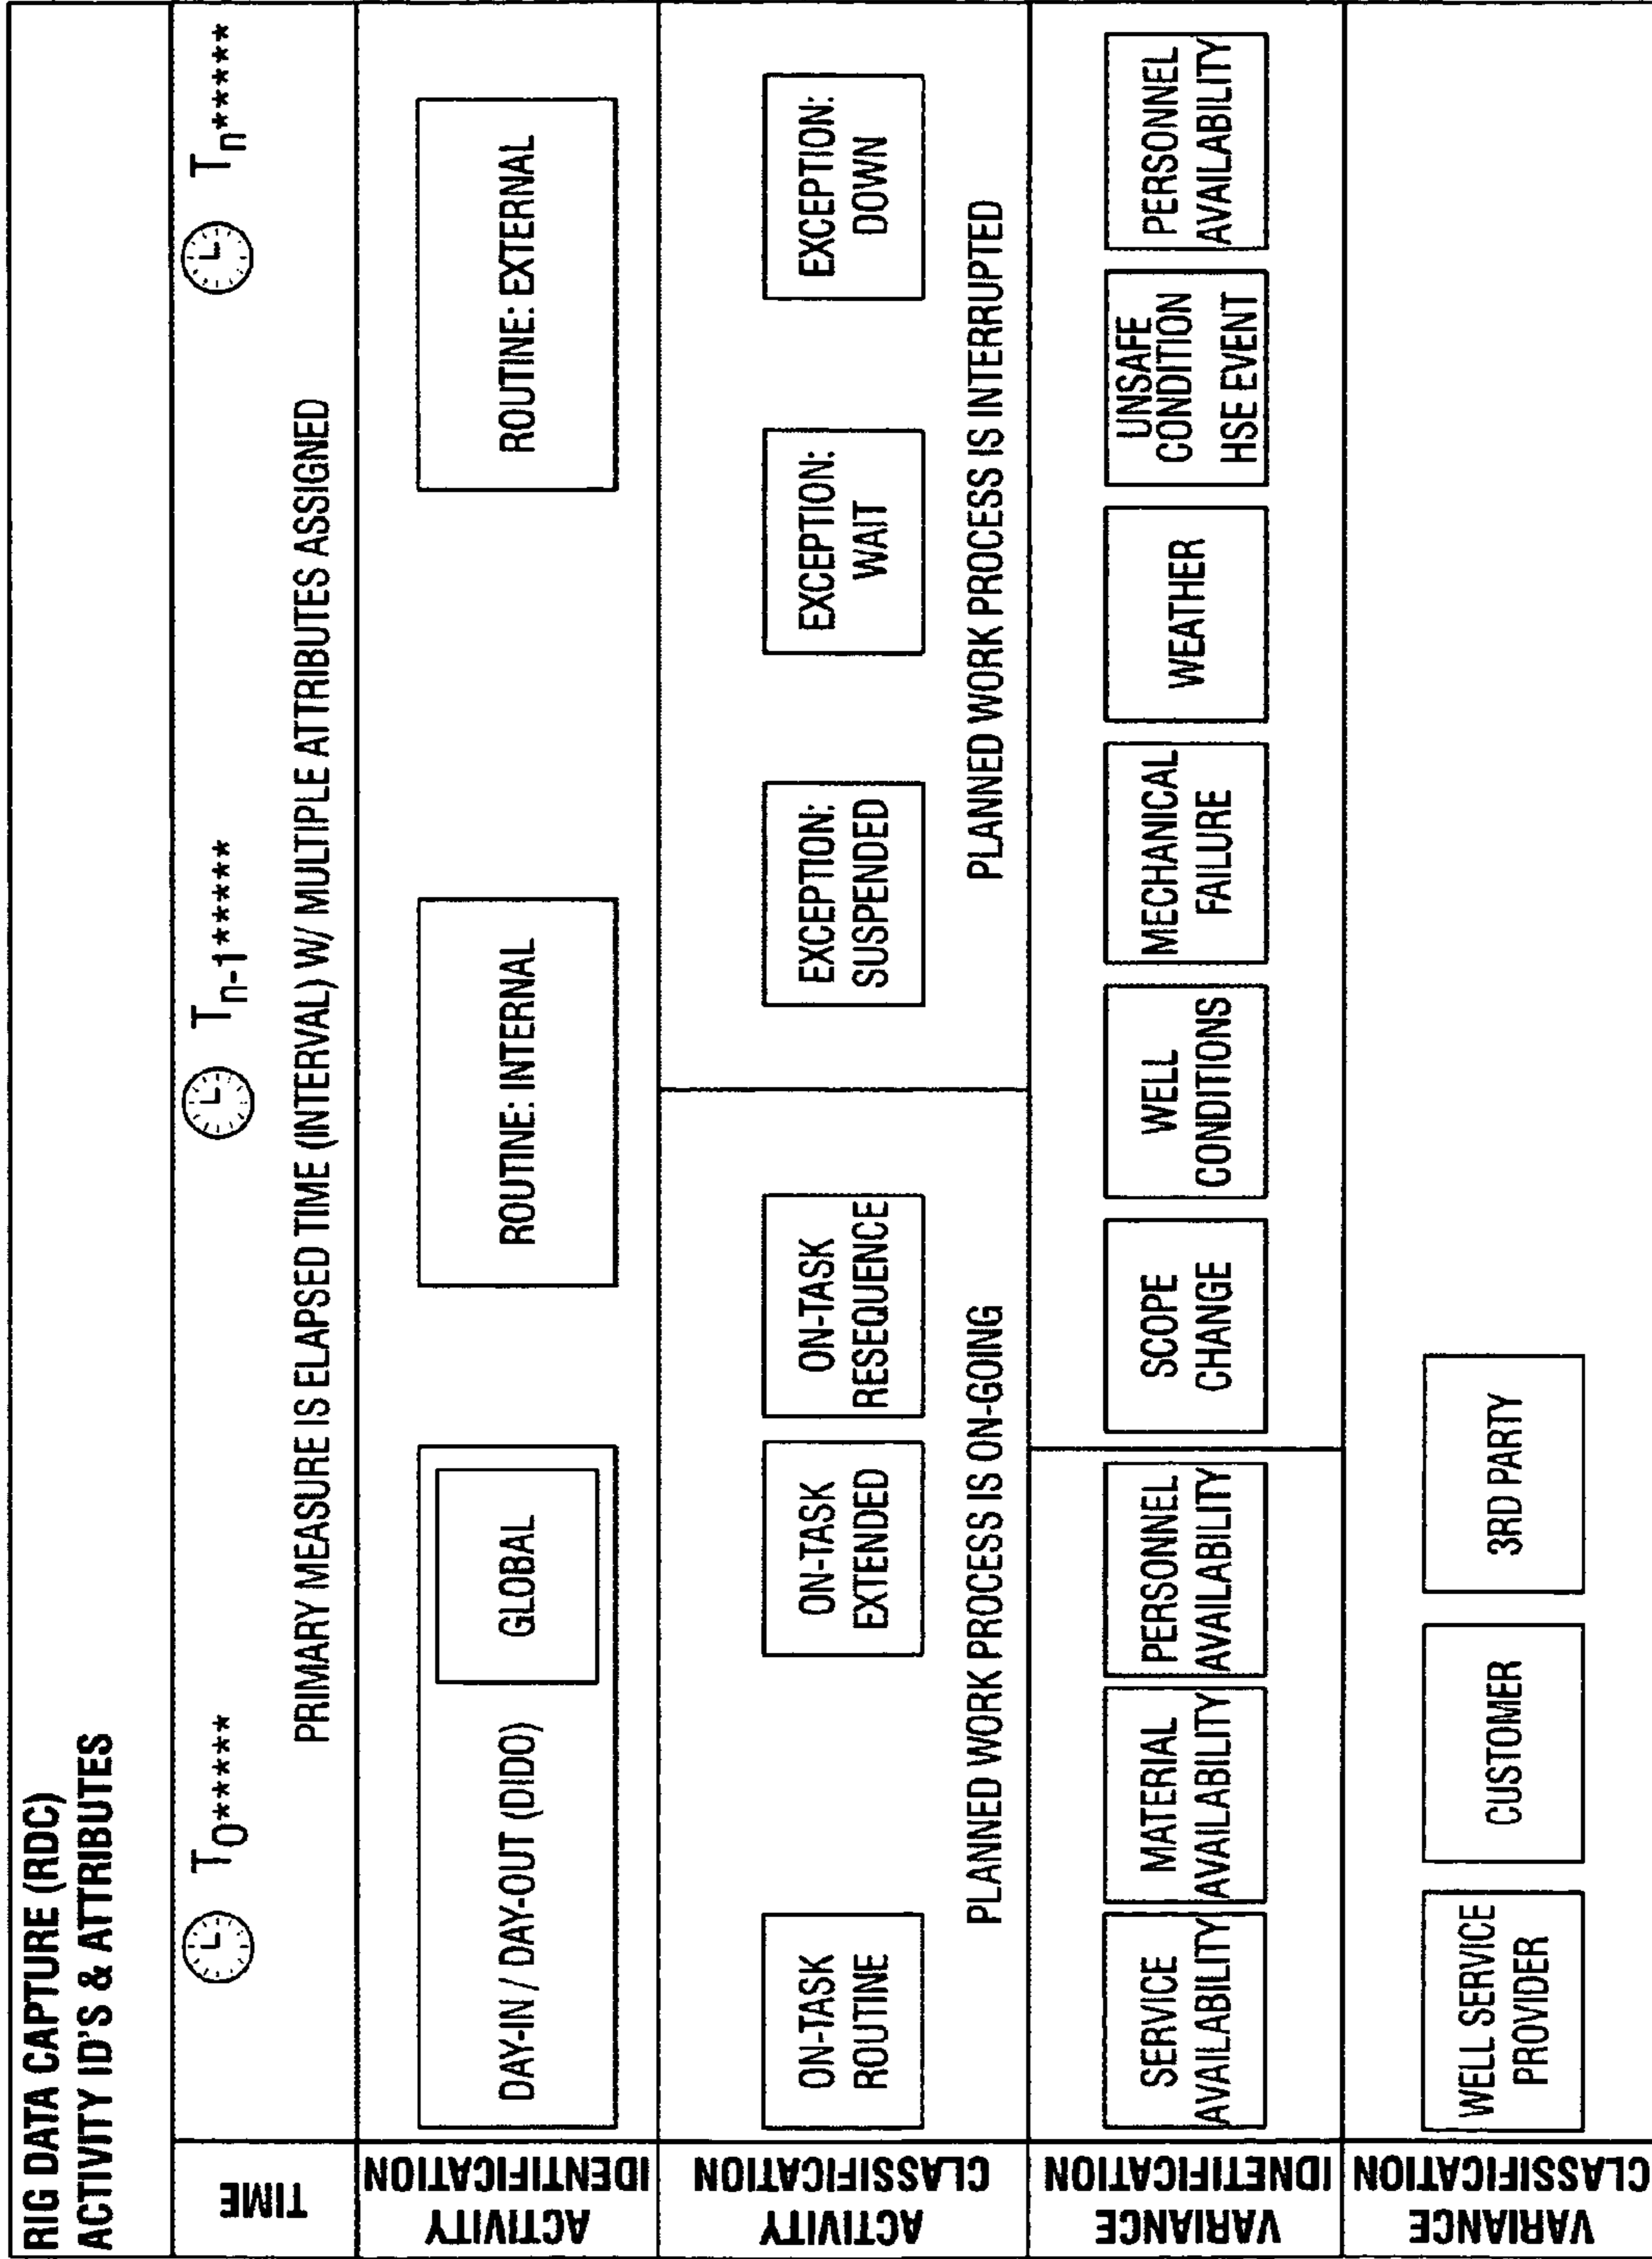 RIG DATA CAPTURE (RDC)
ACTIVITY ID'S & ATTRIBUTES
TIME
T0*****
Tn-1*****
Tn*****
PRIMARY MEASURE IS ELAPSED TIME (INTERVAL) W/ MULTIPLE ATTRIBUTES ASSIGNED
ACTIVITY
IDENTIFICATION
DAY-IN / DAY-OUT (DIDO)
GLOBAL
ROUTINE: INTERNAL
ROUTINE: EXTERNAL
ACTIVITY
CLASSIFICATION
ON-TASK
ROUTINE
ON-TASK
EXTENDED
ON-TASK
RESEQUENCE
PLANNED WORK PROCESS IS ON-GOING
EXCEPTION:
SUSPENDED
EXCEPTION:
WAIT
EXCEPTION:
DOWN
PLANNED WORK PROCESS IS INTERRUPTED
VARIANCE
IDNETIFICATION
SERVICE
AVAILABILITY
MATERIAL
AVAILABILITY
PERSONNEL
AVAILABILITY
SCOPE
CHANGE
WELL
CONDITIONS
MECHANICAL
FAILURE
WEATHER
UNSAFE
CONDITION
HSE EVENT
PERSONNEL
AVAILABILITY
VARIANCE
CLASSIFICATION
WELL SERVICE
PROVIDER
CUSTOMER
3RD PARTY